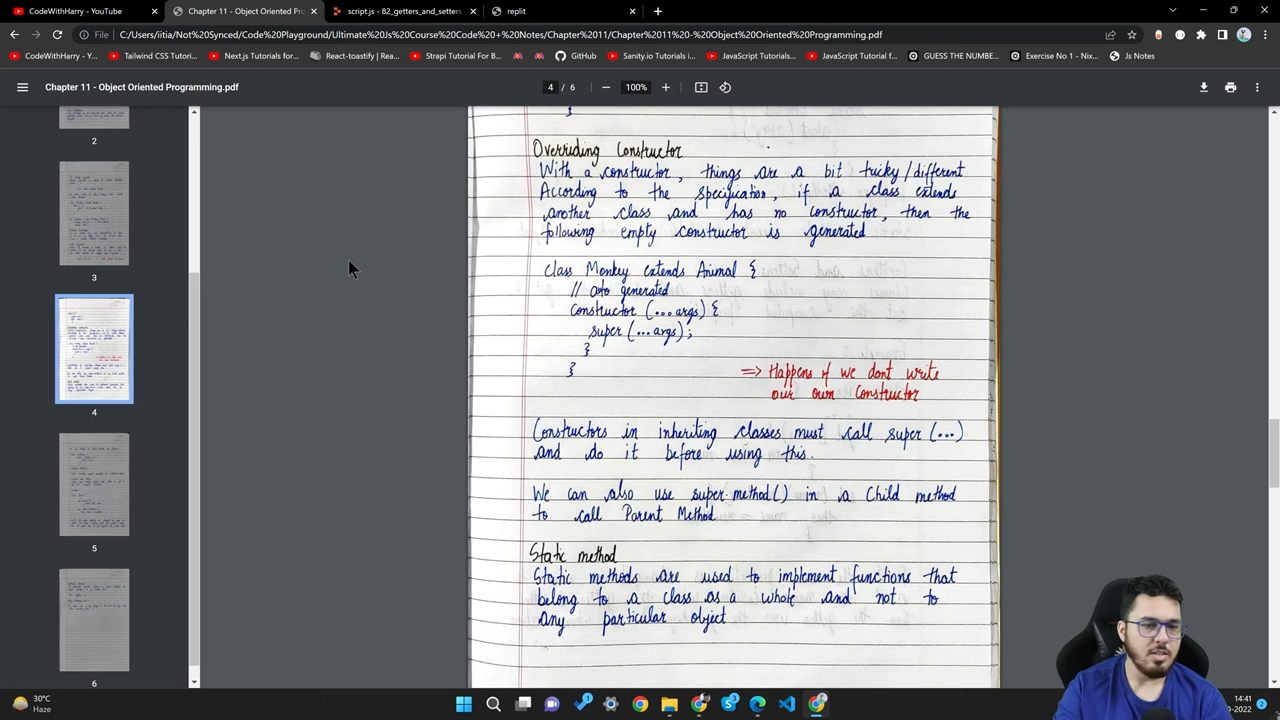 CodeWithHarry - YouTube
Chapter 11 - Object Oriented Pro
script.js - 82_getters_and_setters
replit
File
C:/Users/iitia/Not%20Synced/Code%20Playground/Ultimate%20Js%20Course%20Code%20+%20Notes/Chapter%2011/Chapter%2011%20-%20Object%20Oriented%20Programming.pdf
CodeWithHarry - Y...
Tailwind CSS Tutori...
Next.js Tutorials for...
React-toastify | Rea...
Strapi Tutorial For B...
GitHub
Sanity.io Tutorials i...
JavaScript Tutorials...
JavaScript Tutorial f...
GUESS THE NUMBE...
Exercise No 1 - Nix...
Js Notes
Chapter 11 - Object Oriented Programming.pdf
4 / 6
100%
2
3
4
5
6
}
Overriding Constructor
With a constructor, things are a bit tricky/different
According to the specification, if a class extends
another class and has no constructor, then the
following empty constructor is generated
class Monkey extends Animal {
// auto generated
Constructor (...args) {
super (...args);
}
}
=> Happens if we dont write
our own Constructor
Constructors in inheriting classes must call super (...)
and do it before using this.
We can also use super.method() in a Child method
to call Parent Method
Static method
Static methods are used to implement functions that
belong to a class as a whole and not to
any particular object
30°C
Haze
14:41
-2022